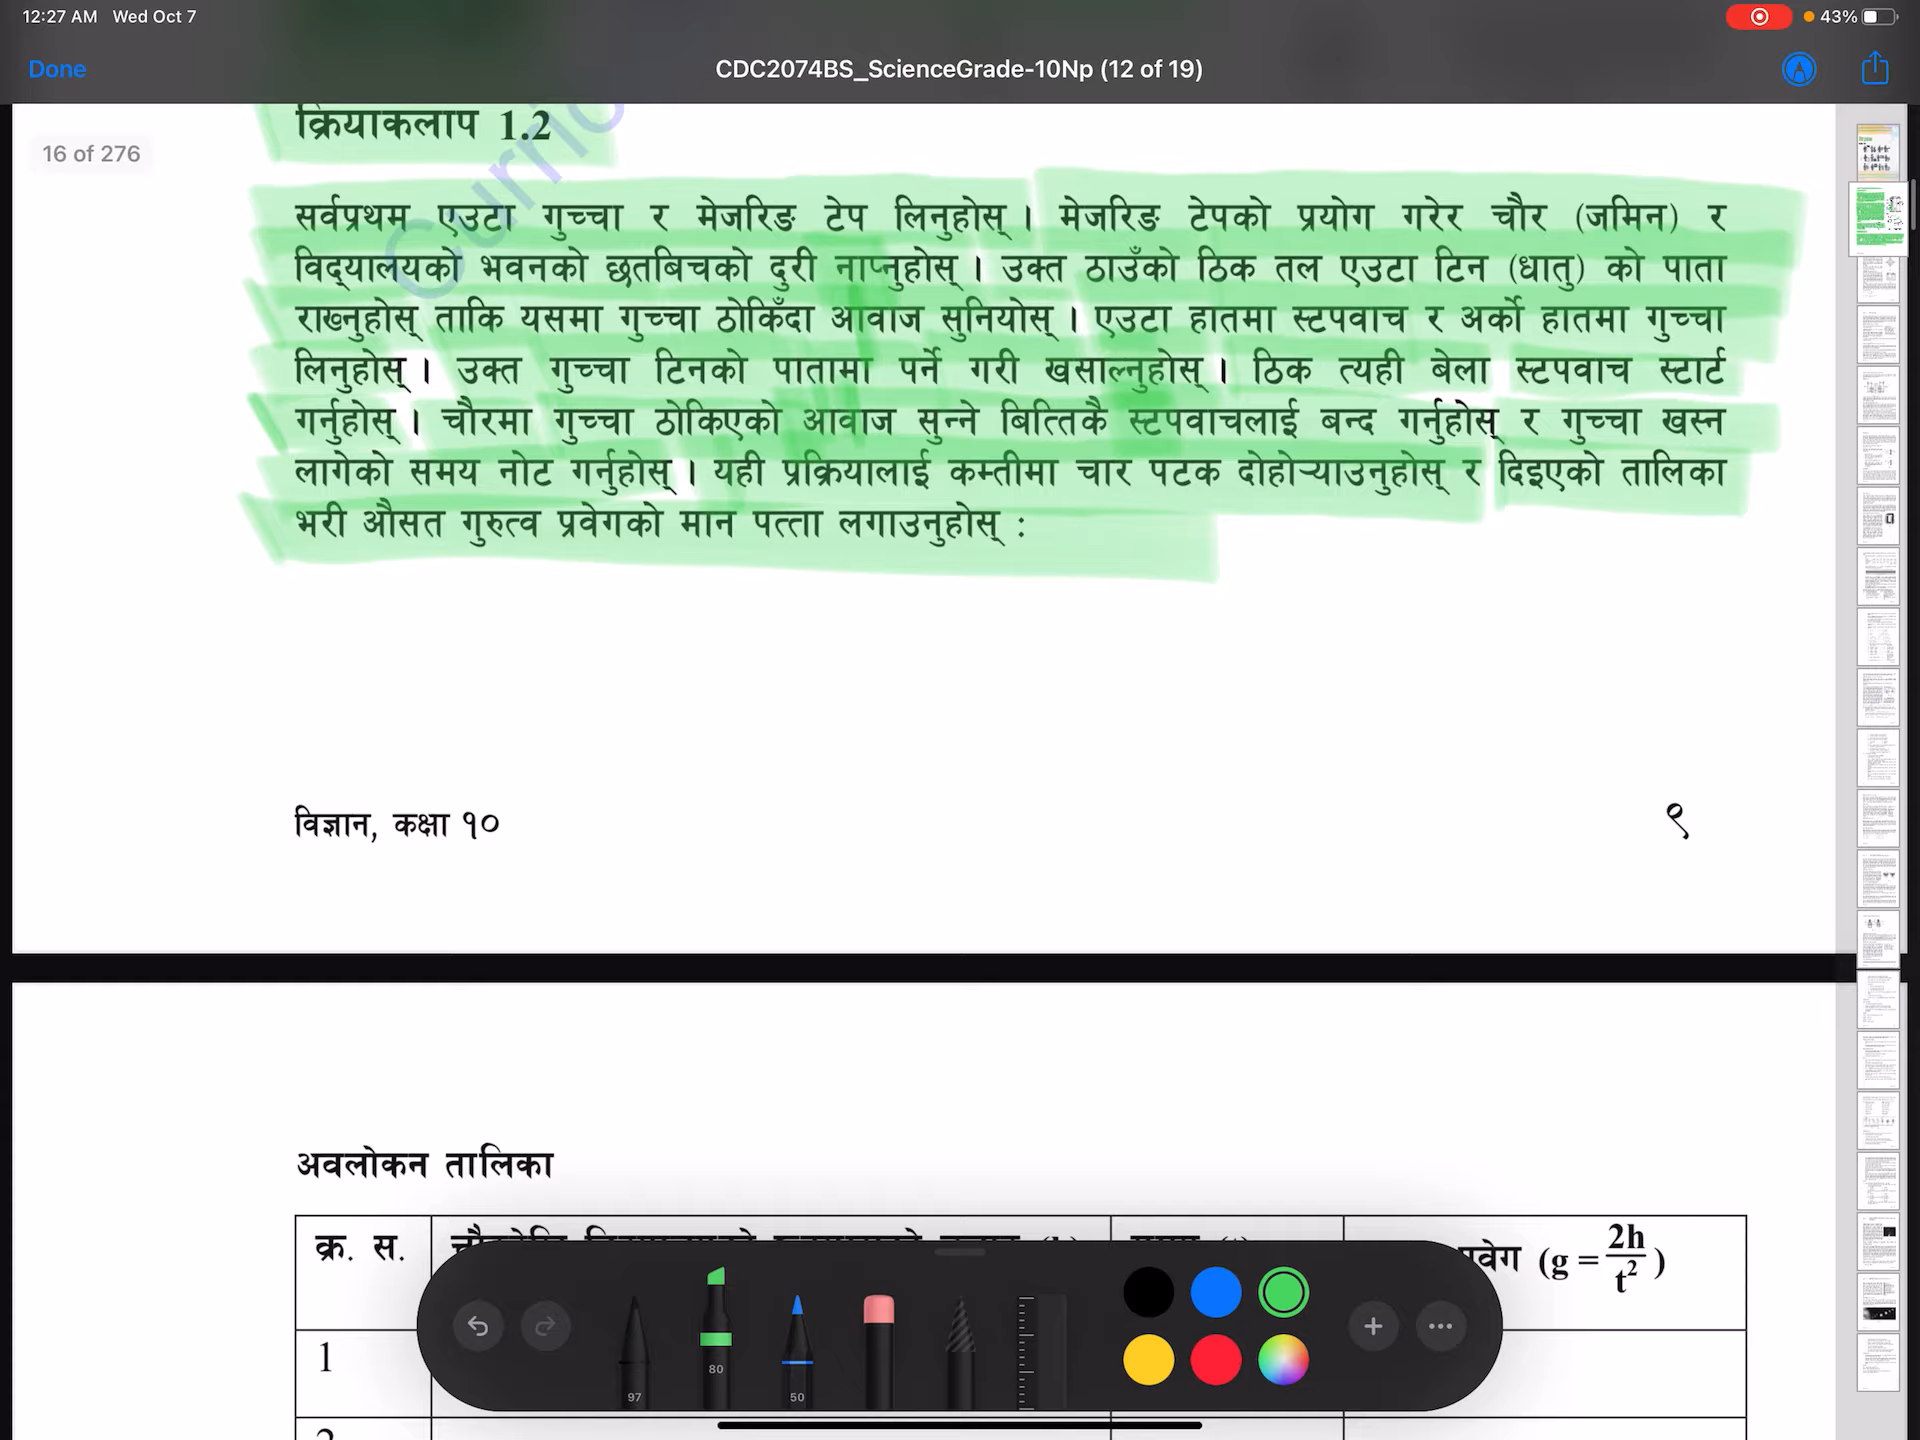 12:27 AM Wed Oct 7
43%
Done
CDC2074BS_ScienceGrade-10Np (12 of 19)
16 of 276
क्रियाकलाप 1.2
सर्वप्रथम एउटा गुच्चा र मेजरिङ टेप लिनुहोस् । मेजरिङ टेपको प्रयोग गरेर चौर (जमिन) र
विद्यालयको भवनको छतबिचको दुरी नाप्नुहोस् । उक्त ठाउँको ठिक तल एउटा टिन (धातु) को पाता
राख्नुहोस् ताकि यसमा गुच्चा ठोकिँदा आवाज सुनियोस् । एउटा हातमा स्टपवाच र अर्को हातमा गुच्चा
लिनुहोस् । उक्त गुच्चा टिनको पातामा पर्ने गरी खसाल्नुहोस् । ठिक त्यही बेला स्टपवाच स्टार्ट
गर्नुहोस् । चौरमा गुच्चा ठोकिएको आवाज सुन्ने बित्तिकै स्टपवाचलाई बन्द गर्नुहोस् र गुच्चा खस्न
लागेको समय नोट गर्नुहोस् । यही प्रक्रियालाई कम्तीमा चार पटक दोहोऱ्याउनुहोस् र दिइएको तालिका
भरी औसत गुरुत्व प्रवेगको मान पत्ता लगाउनुहोस् :
Curric
विज्ञान, कक्षा १०
९
अवलोकन तालिका
क्र. स.
प्रवेग (g = 2h/t²)
1
97
80
50